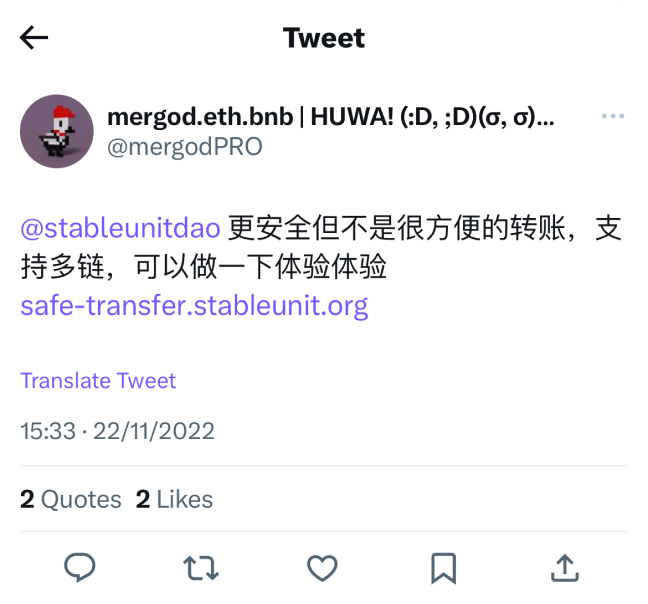 Tweet
mergod.eth.bnb | HUWA! (:D, ;D)(σ, σ)...
@mergodPRO
@stableunitdao 更安全但不是很方便的转账，支
持多链，可以做一下体验体验
safe-transfer.stableunit.org
Translate Tweet
15:33 · 22/11/2022
2 Quotes 2 Likes